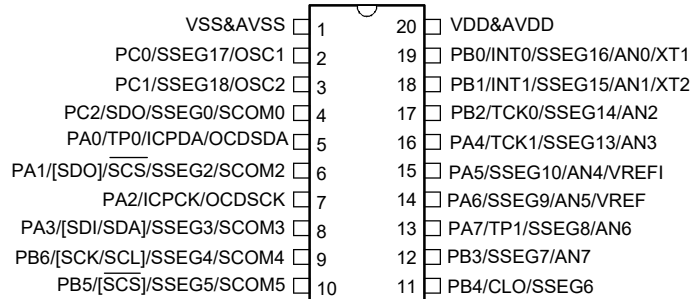 VSS&AVSS 1 20 VDD&AVDD
PC0/SSEG17/OSC1 2 19 PB0/INT0/SSEG16/AN0/XT1
PC1/SSEG18/OSC2 3 18 PB1/INT1/SSEG15/AN1/XT2
PC2/SDO/SSEG0/SCOM0 4 17 PB2/TCK0/SSEG14/AN2
PA0/TP0/ICPDA/OCDSDA 5 16 PA4/TCK1/SSEG13/AN3
PA1/[SDO]/SCS/SSEG2/SCOM2 6 15 PA5/SSEG10/AN4/VREFI
PA2/ICPCK/OCDSCK 7 14 PA6/SSEG9/AN5/VREF
PA3/[SDI/SDA]/SSEG3/SCOM3 8 13 PA7/TP1/SSEG8/AN6
PB6/[SCK/SCL]/SSEG4/SCOM4 9 12 PB3/SSEG7/AN7
PB5/[SCS]/SSEG5/SCOM5 10 11 PB4/CLO/SSEG6